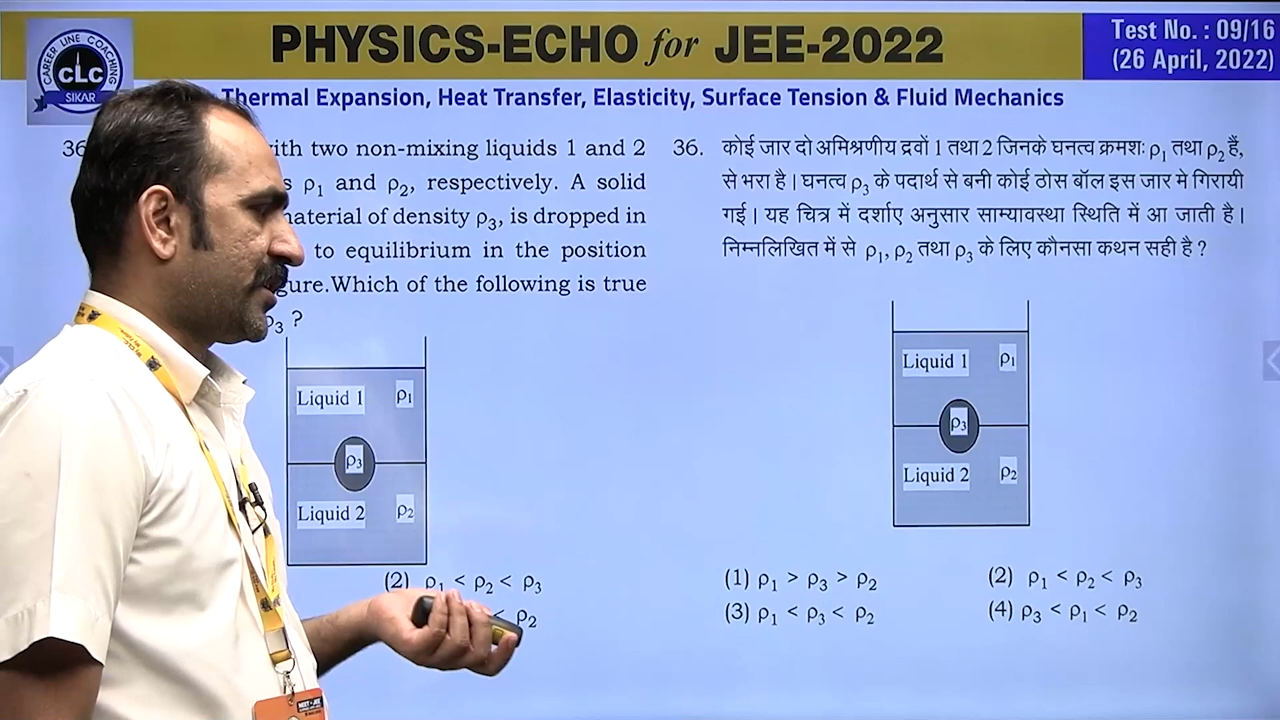 PHYSICS-ECHO for JEE-2022
Test No. : 09/16
(26 April, 2022)
CAREER LINE COACHING
CLC
SIKAR
Thermal Expansion, Heat Transfer, Elasticity, Surface Tension & Fluid Mechanics
36
with two non-mixing liquids 1 and 2
ρ₁ and ρ₂, respectively. A solid
material of density ρ₃, is dropped in
to equilibrium in the position
Which of the following is true
ρ₃ ?
Liquid 1 ρ₁
ρ₃
Liquid 2 ρ₂
(2) ρ₁ < ρ₂ < ρ₃
< ρ₂
36. कोई जार दो अमिश्रणीय द्रवों 1 तथा 2 जिनके घनत्व क्रमशः ρ₁ तथा ρ₂ हैं,
से भरा है। घनत्व ρ₃ के पदार्थ से बनी कोई ठोस बॉल इस जार मे गिरायी
गई। यह चित्र में दर्शाए अनुसार साम्यावस्था स्थिति में आ जाती है।
निम्नलिखित में से ρ₁, ρ₂ तथा ρ₃ के लिए कौनसा कथन सही है ?
Liquid 1 ρ₁
ρ₃
Liquid 2 ρ₂
(1) ρ₁ > ρ₃ > ρ₂ (2) ρ₁ < ρ₂ < ρ₃
(3) ρ₁ < ρ₃ < ρ₂ (4) ρ₃ < ρ₁ < ρ₂
NEET JEE